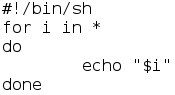 #!/bin/sh
for i in *
do
        echo "$i"
done